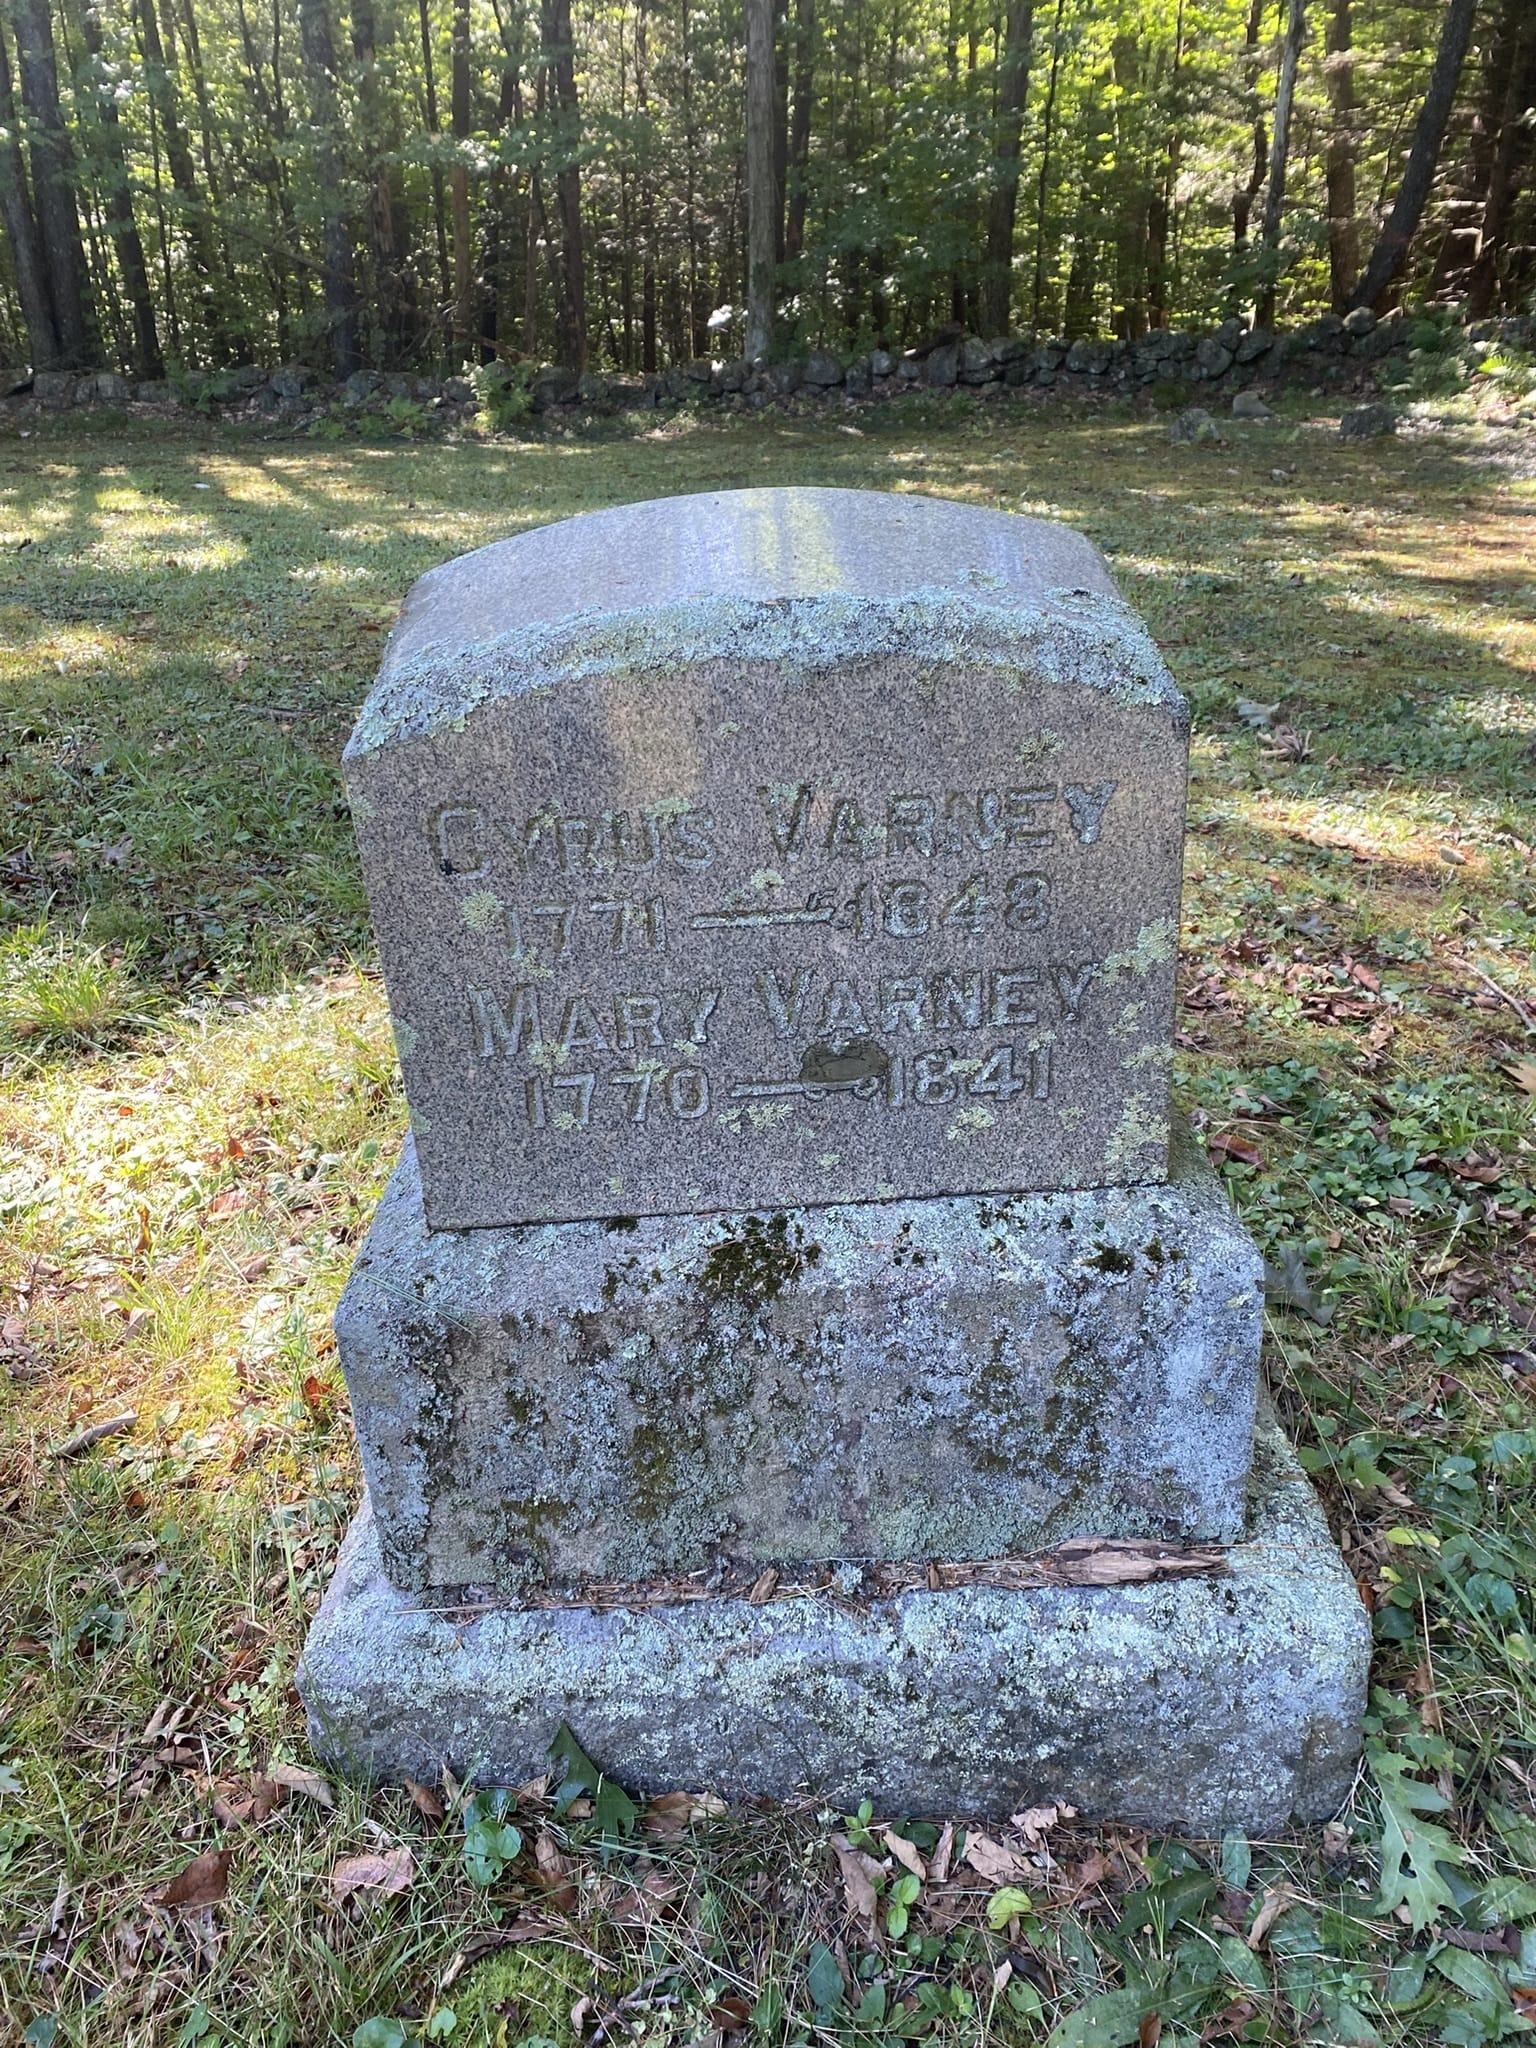 CYRUS VARNEY
1771 — 1848
MARY VARNEY
1770 — 1841